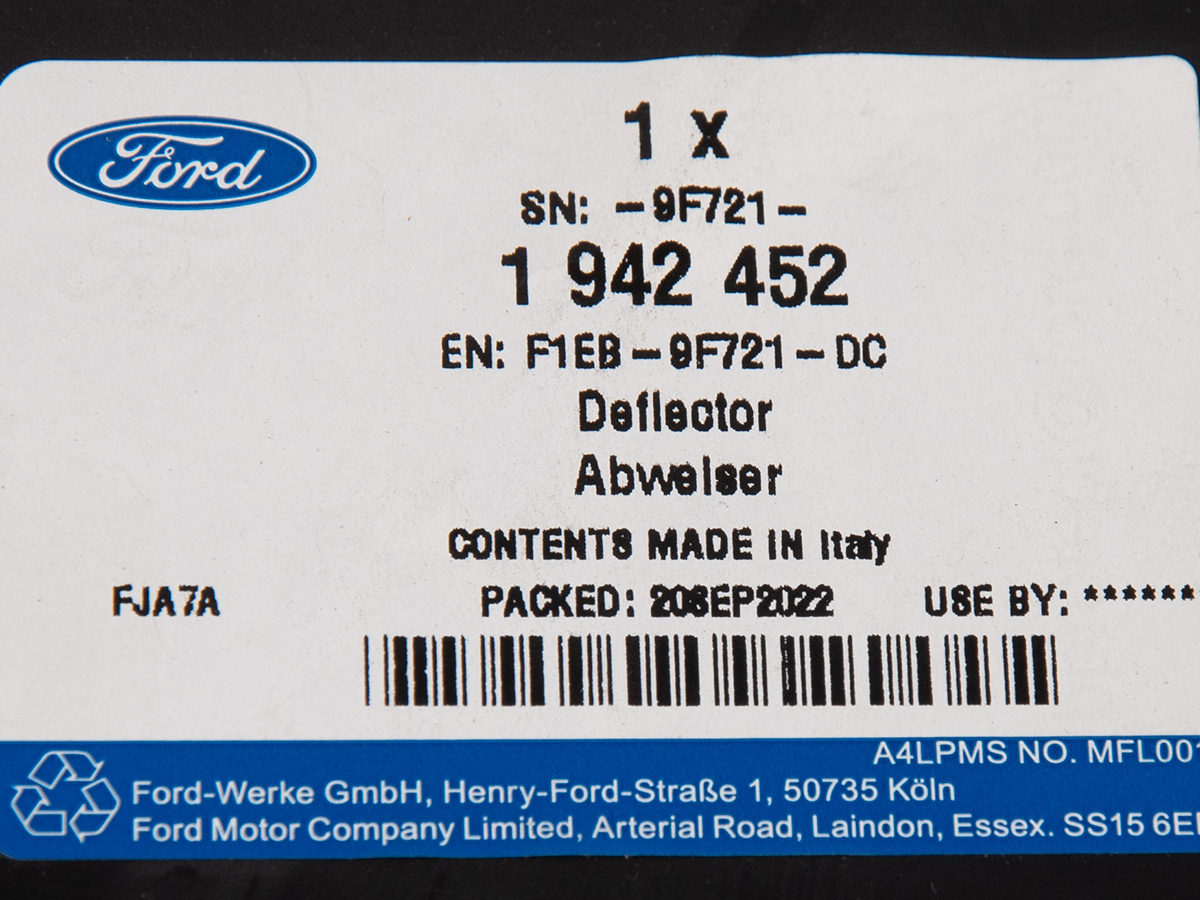 Ford
1 x
SN: -9F721-
1 942 452
EN: F1EB-9F721-DC
Deflector
Abweiser
CONTENTS MADE IN Italy
FJA7A PACKED: 20SEP2022 USE BY: *******
A4LPMS NO. MFL001
Ford-Werke GmbH, Henry-Ford-Straße 1, 50735 Köln
Ford Motor Company Limited, Arterial Road, Laindon, Essex. SS15 6E